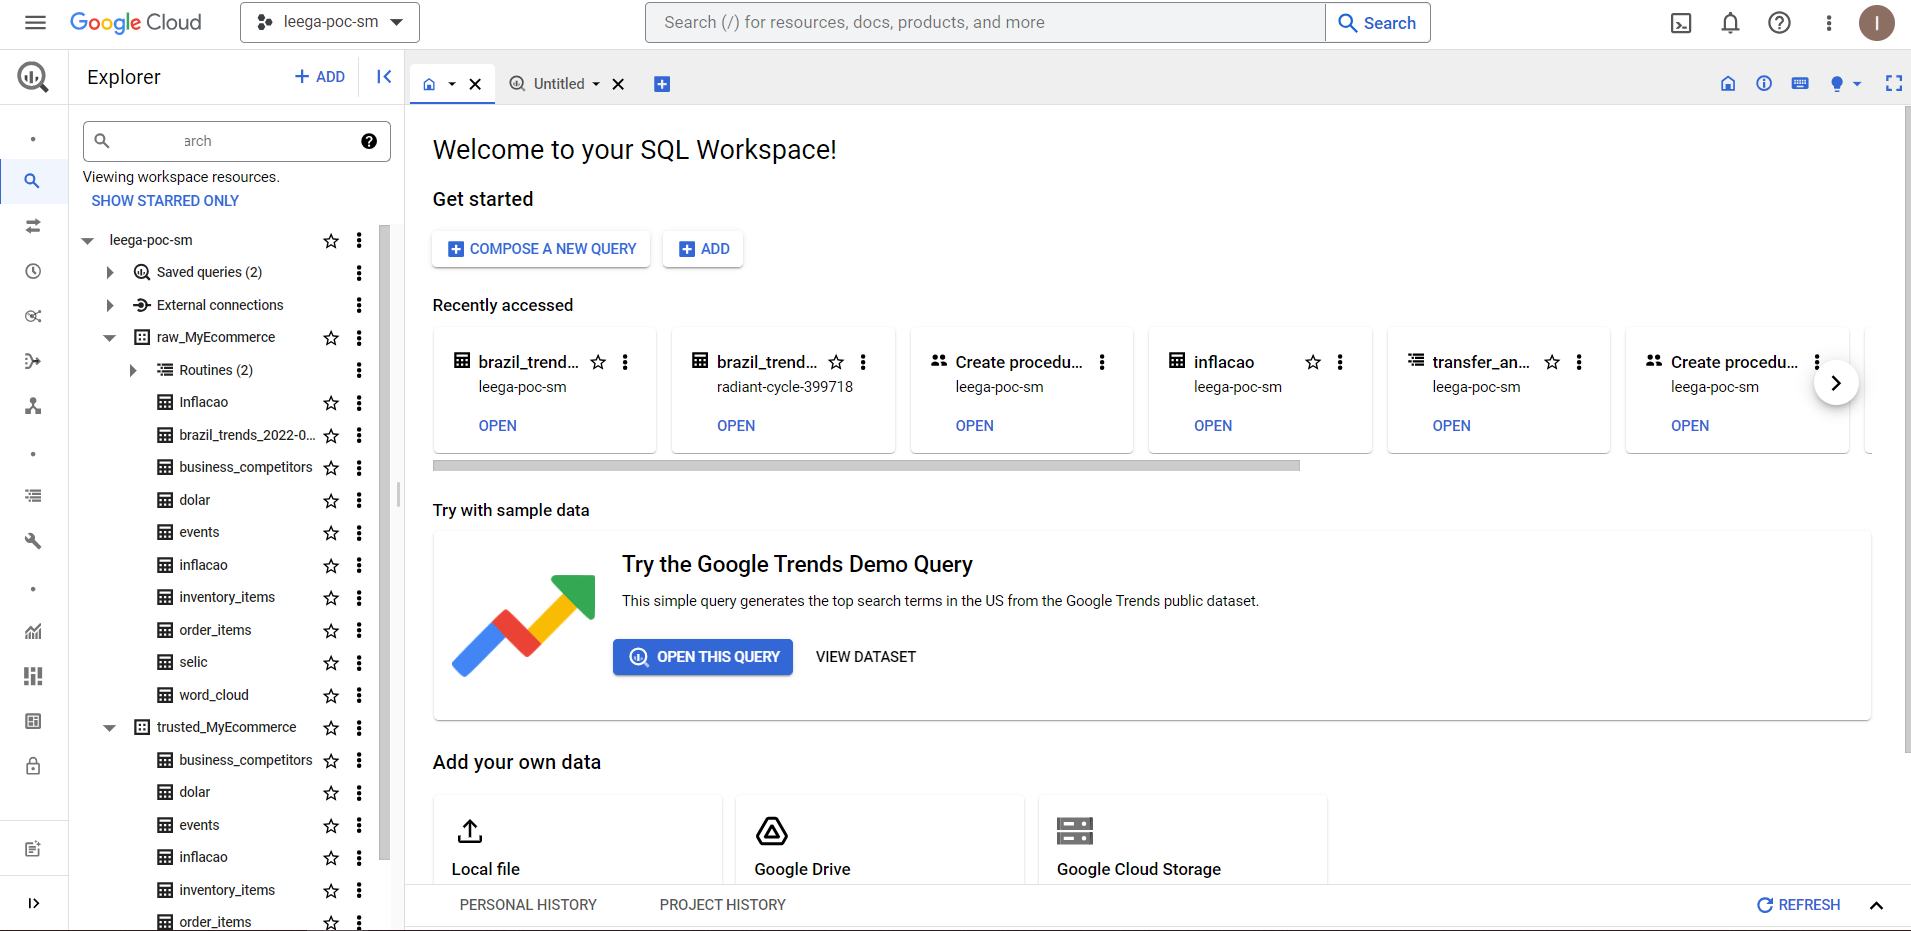 Google Cloud
leega-poc-sm
Search (/) for resources, docs, products, and more
Search
I
Explorer
ADD
Untitled
arch
Viewing workspace resources.
SHOW STARRED ONLY
leega-poc-sm
Saved queries (2)
External connections
raw_MyEcommerce
Routines (2)
Inflacao
brazil_trends_2022-0...
business_competitors
dolar
events
inflacao
inventory_items
order_items
selic
word_cloud
trusted_MyEcommerce
business_competitors
dolar
events
inflacao
inventory_items
order_items
Welcome to your SQL Workspace!
Get started
COMPOSE A NEW QUERY
ADD
Recently accessed
brazil_trend...
leega-poc-sm
OPEN
brazil_trend...
radiant-cycle-399718
OPEN
Create procedu...
leega-poc-sm
OPEN
inflacao
leega-poc-sm
OPEN
transfer_an...
leega-poc-sm
OPEN
Create procedu...
leega-poc-sm
OPEN
Try with sample data
Try the Google Trends Demo Query
This simple query generates the top search terms in the US from the Google Trends public dataset.
OPEN THIS QUERY
VIEW DATASET
Add your own data
Local file
Google Drive
Google Cloud Storage
PERSONAL HISTORY
PROJECT HISTORY
REFRESH